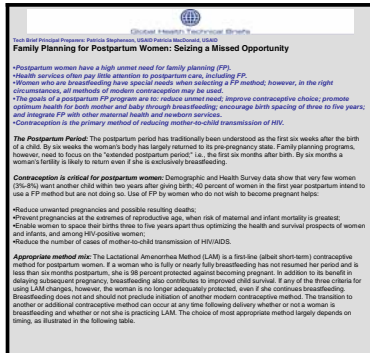 Global Health Technical Briefs
Tech Brief Principal Preparers: Patricia Stephenson, USAID Patricia MacDonald, USAID
Family Planning for Postpartum Women: Seizing a Missed Opportunity
•Postpartum women have a high unmet need for family planning (FP).
•Health services often pay little attention to postpartum care, including FP.
•Women who are breastfeeding have special needs when selecting a FP method; however, in the right
circumstances, all methods of modern contraception may be used.
•The goals of a postpartum FP program are to: reduce unmet need; improve contraceptive choice; promote
optimum health for both mother and baby through breastfeeding; encourage birth spacing of three to five years;
and integrate FP with other maternal health and newborn services.
•Contraception is the primary method of reducing mother-to-child transmission of HIV.
The Postpartum Period: The postpartum period has traditionally been understood as the first six weeks after the birth
of a child. By six weeks the woman's body has largely returned to its pre-pregnancy state. Family planning programs,
however, need to focus on the "extended postpartum period;" i.e., the first six months after birth. By six months a
woman's fertility is likely to return even if she is exclusively breastfeeding.
Contraception is critical for postpartum women: Demographic and Health Survey data show that very few women
(3%-8%) want another child within two years after giving birth; 40 percent of women in the first year postpartum intend to
use a FP method but are not doing so. Use of FP by women who do not wish to become pregnant helps:
•Reduce unwanted pregnancies and possible resulting deaths;
•Prevent pregnancies at the extremes of reproductive age, when risk of maternal and infant mortality is greatest;
•Enable women to space their births three to five years apart thus optimizing the health and survival prospects of women
and infants, and among HIV-positive women;
•Reduce the number of cases of mother-to-child transmission of HIV/AIDS.
Appropriate method mix: The Lactational Amenorrhea Method (LAM) is a first-line (albeit short-term) contraceptive
method for postpartum women. If a woman who is fully or nearly fully breastfeeding has not resumed her period and is
less than six months postpartum, she is 98 percent protected against becoming pregnant. In addition to its benefit in
delaying subsequent pregnancy, breastfeeding also contributes to improved child survival. If any of the three criteria for
using LAM changes, however, the woman is no longer adequately protected, even if she continues the breastfeeding.
Breastfeeding does not and should not preclude initiation of another modern contraceptive method. The transition to
another or additional contraceptive method can occur at any time following delivery whether or not a woman is
breastfeeding and whether or not she is practicing LAM. The choice of most appropriate method largely depends on
timing, as illustrated in the following table.